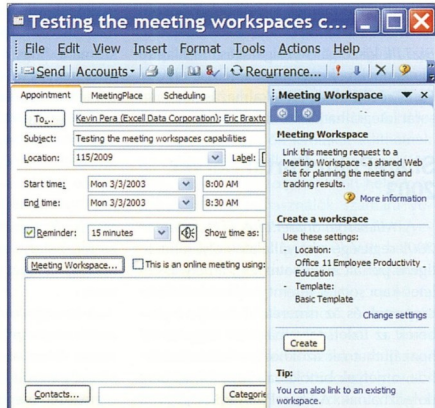 Testing the meeting workspaces c...
File Edit View Insert Format Tools Actions Help
Send Accounts Recurrence...
Appointment MeetingPlace Scheduling
To... Kevin Pera (Excell Data Corporation); Eric Braxto
Subject: Testing the meeting workspaces capabilities
Location: 115/2009 Label:
Start time: Mon 3/3/2003 8:00 AM
End time: Mon 3/3/2003 8:30 AM
Reminder: 15 minutes Show time as:
Meeting Workspace... This is an online meeting using:
Contacts... Categorie
Meeting Workspace
Meeting Workspace
Link this meeting request to a
Meeting Workspace - a shared Web
site for planning the meeting and
tracking results.
More information
Create a workspace
Use these settings:
- Location:
Office 11 Employee Productivity
Education
- Template:
Basic Template
Change settings
Create
Tip:
You can also link to an existing
workspace.